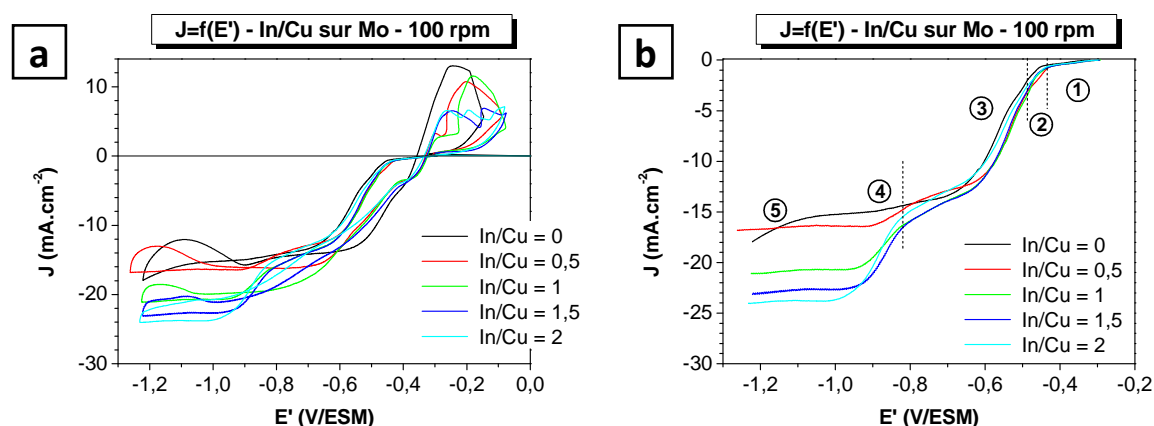 a
J=f(E') - In/Cu sur Mo - 100 rpm
10
0
-10
-20
-30
J (mA.cm-2)
-1,2 -1,0 -0,8 -0,6 -0,4 -0,2 0,0
E' (V/ESM)
In/Cu = 0
In/Cu = 0,5
In/Cu = 1
In/Cu = 1,5
In/Cu = 2
b
J=f(E') - In/Cu sur Mo - 100 rpm
0
-5
-10
-15
-20
-25
-30
J (mA.cm-2)
-1,2 -1,0 -0,8 -0,6 -0,4 -0,2
E' (V/ESM)
1
2
3
4
5
In/Cu = 0
In/Cu = 0,5
In/Cu = 1
In/Cu = 1,5
In/Cu = 2